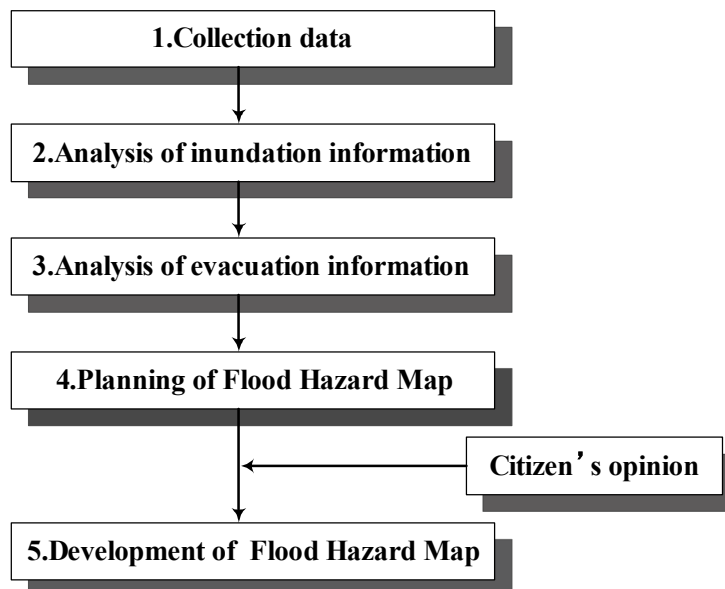 1.Collection data
2.Analysis of inundation information
3.Analysis of evacuation information
4.Planning of Flood Hazard Map
Citizen’s opinion
5.Development of Flood Hazard Map